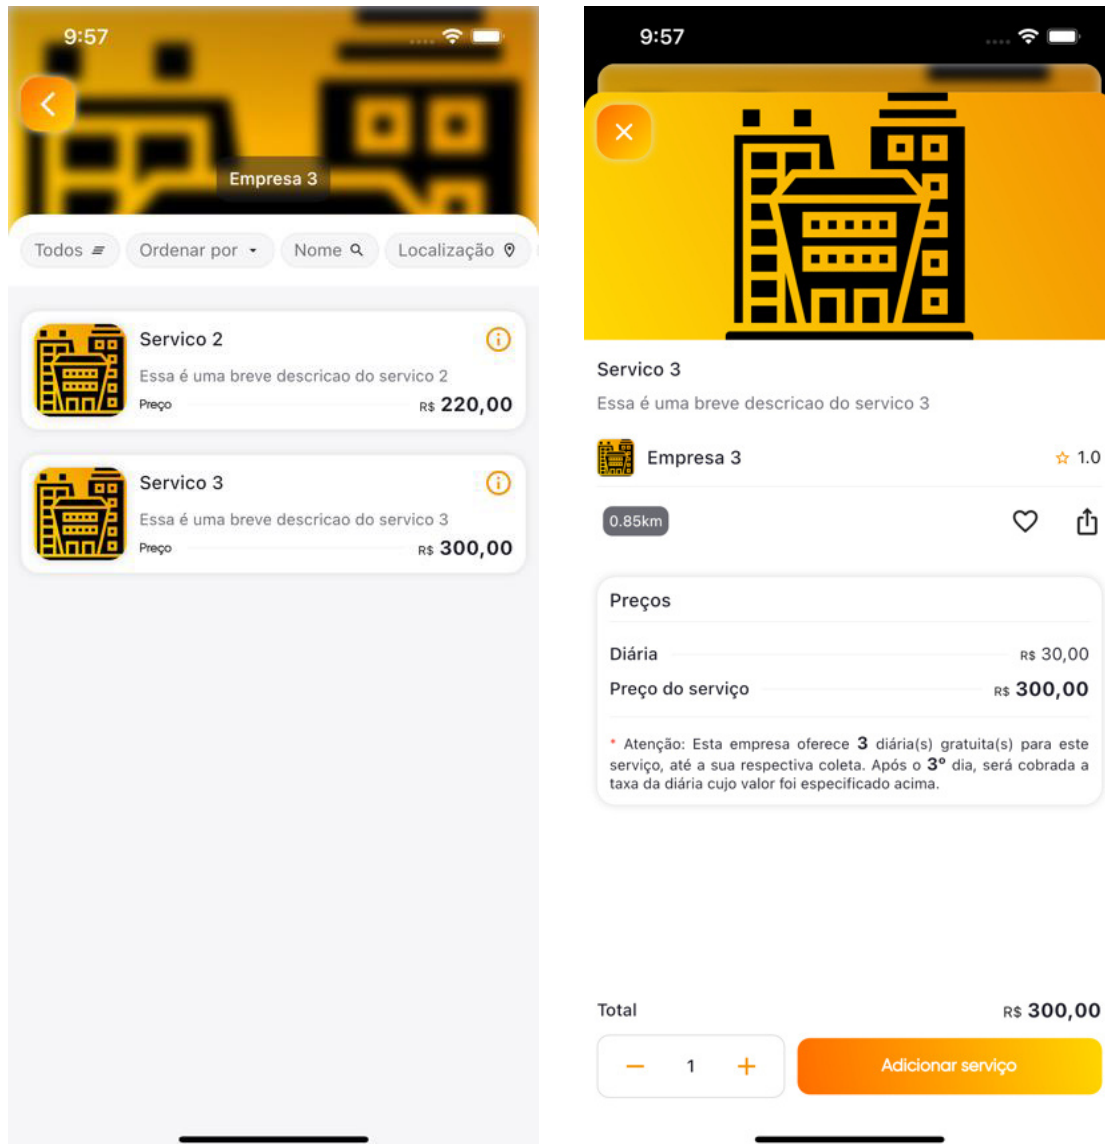 9:57
Empresa 3
Todos
Ordenar por
Nome
Localização
Servico 2
Essa é uma breve descricao do servico 2
Preço R$ 220,00
Servico 3
Essa é uma breve descricao do servico 3
Preço R$ 300,00
9:57
Servico 3
Essa é uma breve descricao do servico 3
Empresa 3 1.0
0.85km
Preços
Diária R$ 30,00
Preço do serviço R$ 300,00
* Atenção: Esta empresa oferece 3 diária(s) gratuita(s) para este
serviço, até a sua respectiva coleta. Após o 3º dia, será cobrada a
taxa da diária cujo valor foi especificado acima.
Total R$ 300,00
− 1 +
Adicionar serviço